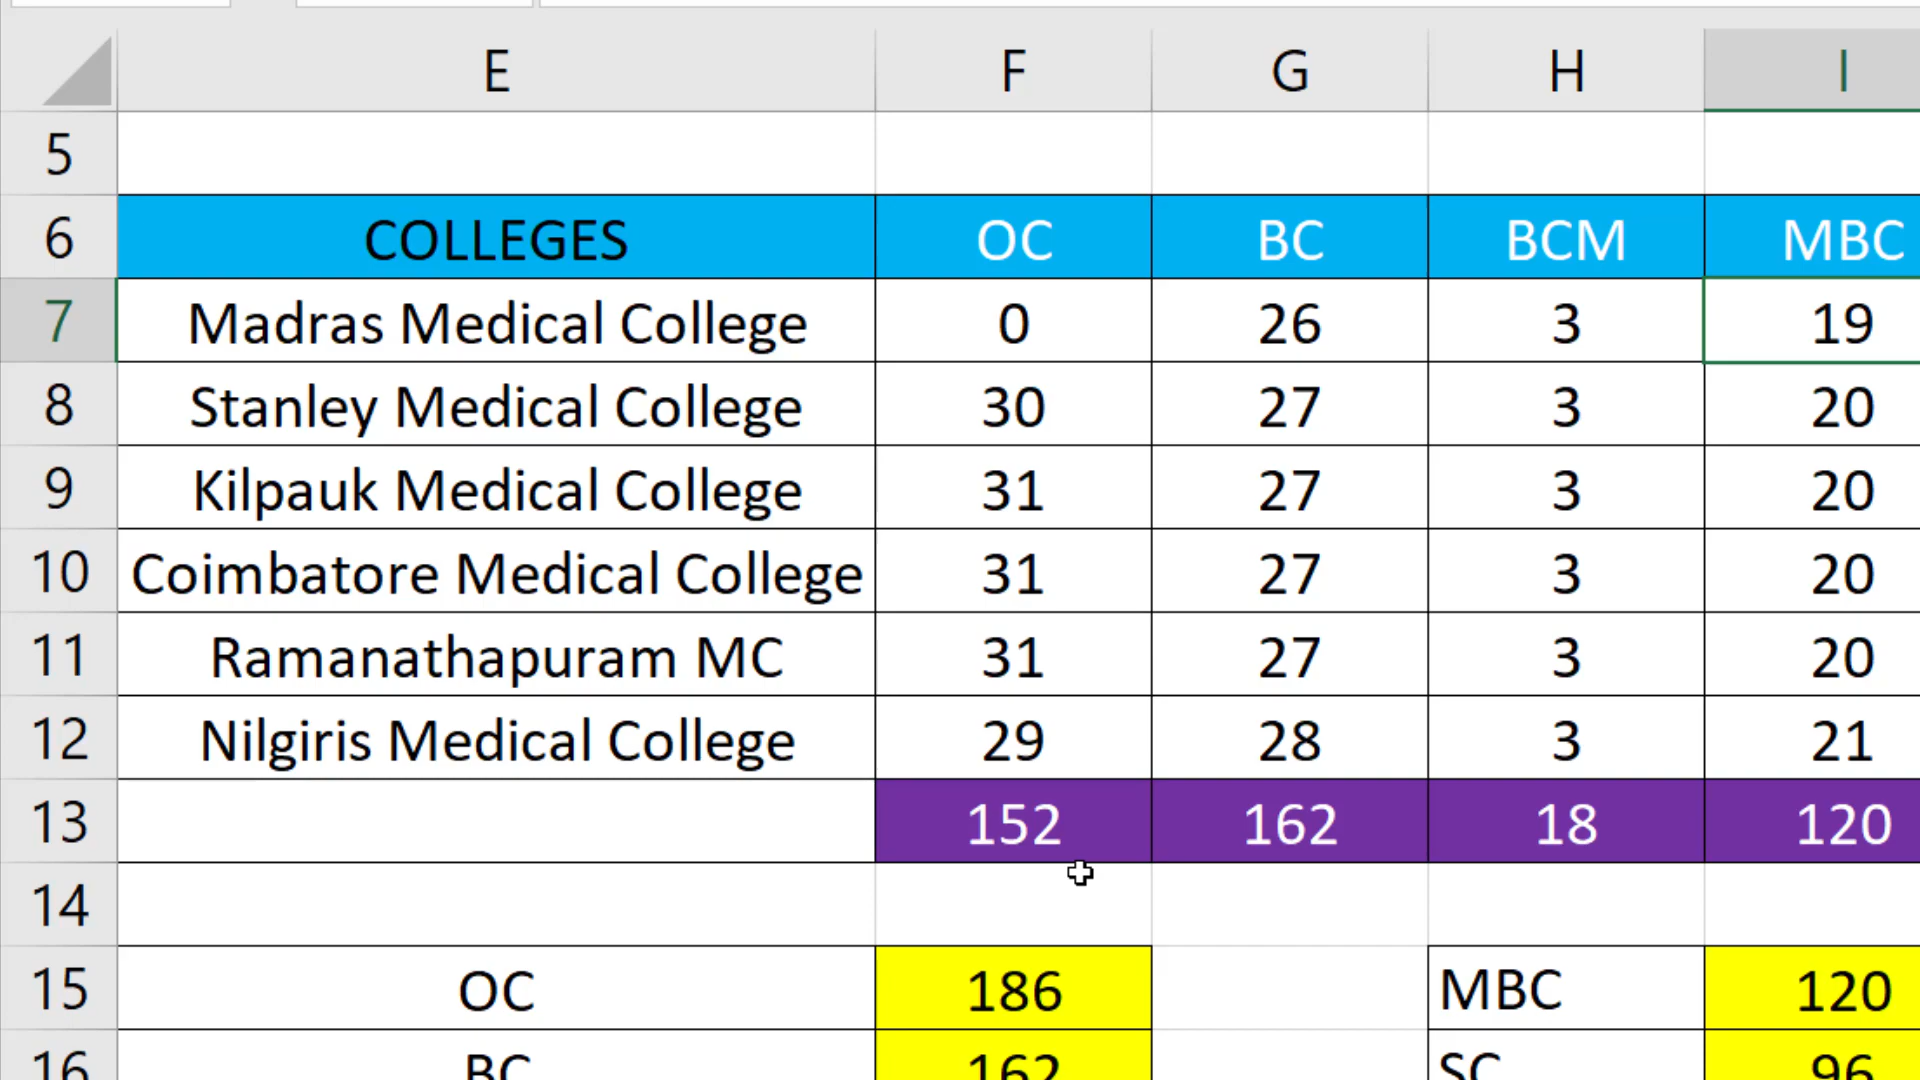 E F G H I
5
6 COLLEGES OC BC BCM MBC
7 Madras Medical College 0 26 3 19
8 Stanley Medical College 30 27 3 20
9 Kilpauk Medical College 31 27 3 20
10 Coimbatore Medical College 31 27 3 20
11 Ramanathapuram MC 31 27 3 20
12 Nilgiris Medical College 29 28 3 21
13 152 162 18 120
14
15 OC 186 MBC 120
16 BC 162 SC 96